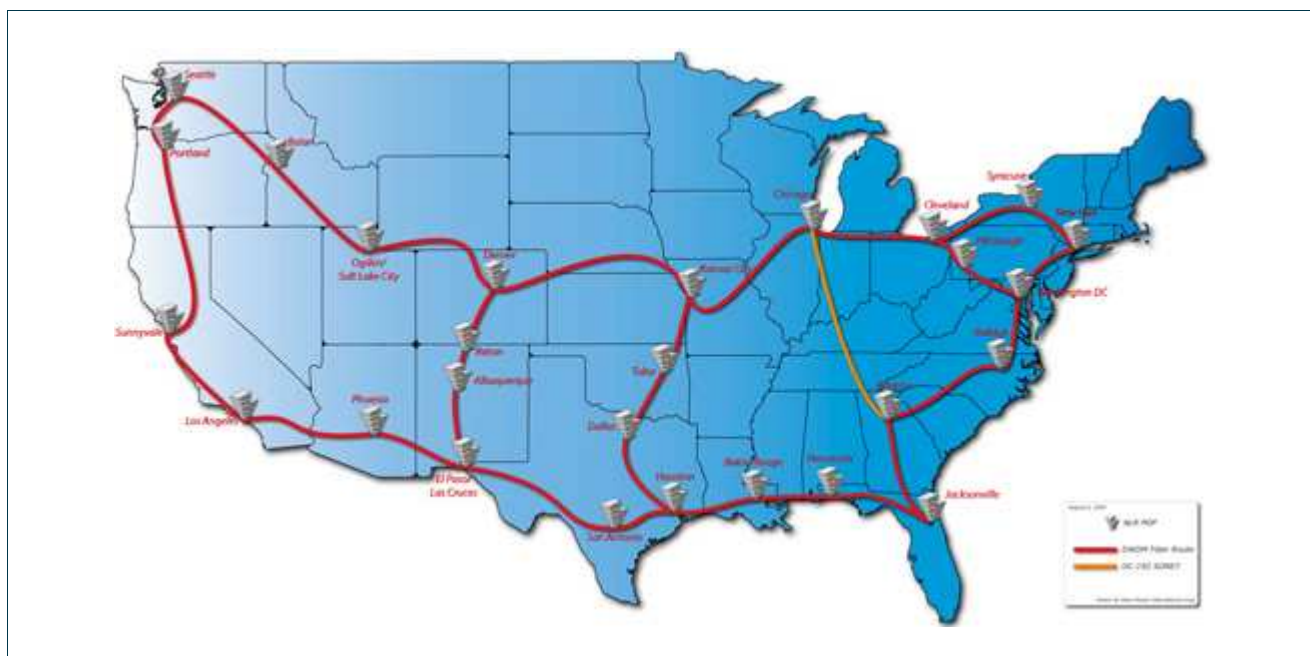 Seattle
Portland
Boise
Ogden/
Salt Lake City
Denver
Kansas City
Chicago
Cleveland
Syracuse
New York
Pittsburgh
Washington DC
Raleigh
Sunnyvale
Los Angeles
Phoenix
Raton
Albuquerque
El Paso/
Las Cruces
Tulsa
Dallas
Houston
San Antonio
Baton Rouge
Pensacola
Jacksonville
NLR POP
DWDM Fiber Route
OC-192 SONET